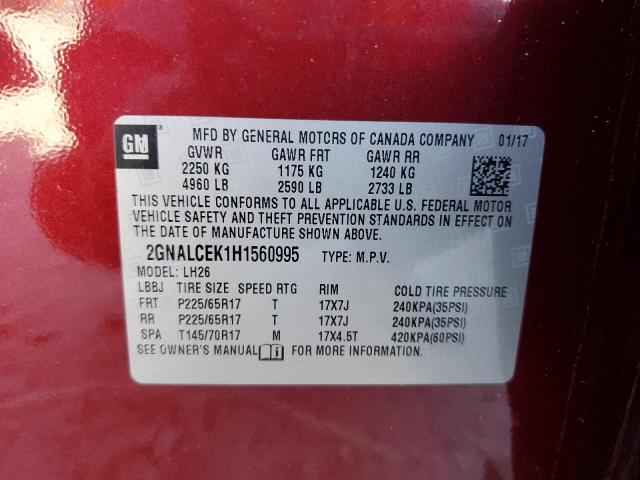 GM
MFD BY GENERAL MOTORS OF CANADA COMPANY 01/17
GVWR GAWR FRT GAWR RR
2250 KG 1175 KG 1240 KG
4960 LB 2590 LB 2733 LB
THIS VEHICLE CONFORMS TO ALL APPLICABLE U.S. FEDERAL MOTOR
VEHICLE SAFETY AND THEFT PREVENTION STANDARDS IN EFFECT ON
THE DATE OF MANUFACTURE SHOWN ABOVE.
2GNALCEK1H1560995 TYPE: M.P.V.
MODEL: LH26
LBBJ TIRE SIZE SPEED RTG RIM COLD TIRE PRESSURE
FRT P225/65R17 T 17X7J 240KPA(35PSI)
RR P225/65R17 T 17X7J 240KPA(35PSI)
SPA T145/70R17 M 17X4.5T 420KPA(60PSI)
SEE OWNER'S MANUAL FOR MORE INFORMATION.